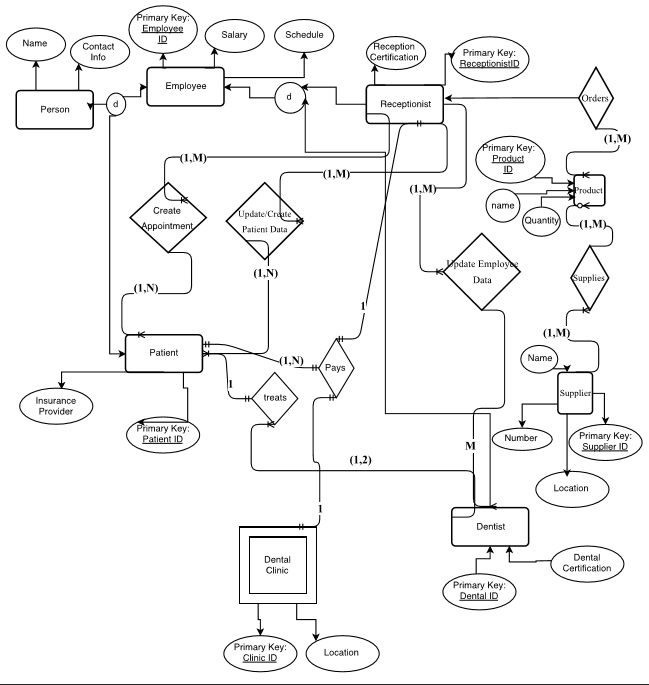 Primary Key:
Employee
ID
Salary
Schedule
Name
Contact
Info
Reception
Certification
Primary Key:
ReceptionistID
Person
d
Employee
d
Receptionist
Orders
(1,M)
Primary Key:
Product
ID
name
Quantity
Product
(1,M)
(1,M)
(1,M)
(1,M)
Create
Appointment
Update/Create
Patient Data
Update Employee
Data
Supplies
(1,N)
(1,N)
1
(1,M)
Patient
(1,N)
Pays
Name
Supplier
Insurance
Provider
1
treats
Primary Key:
Patient ID
Number
Primary Key:
Supplier ID
M
(1,2)
Location
1
Dentist
Dental
Clinic
Dental
Certification
Primary Key:
Dental ID
Primary Key:
Clinic ID
Location